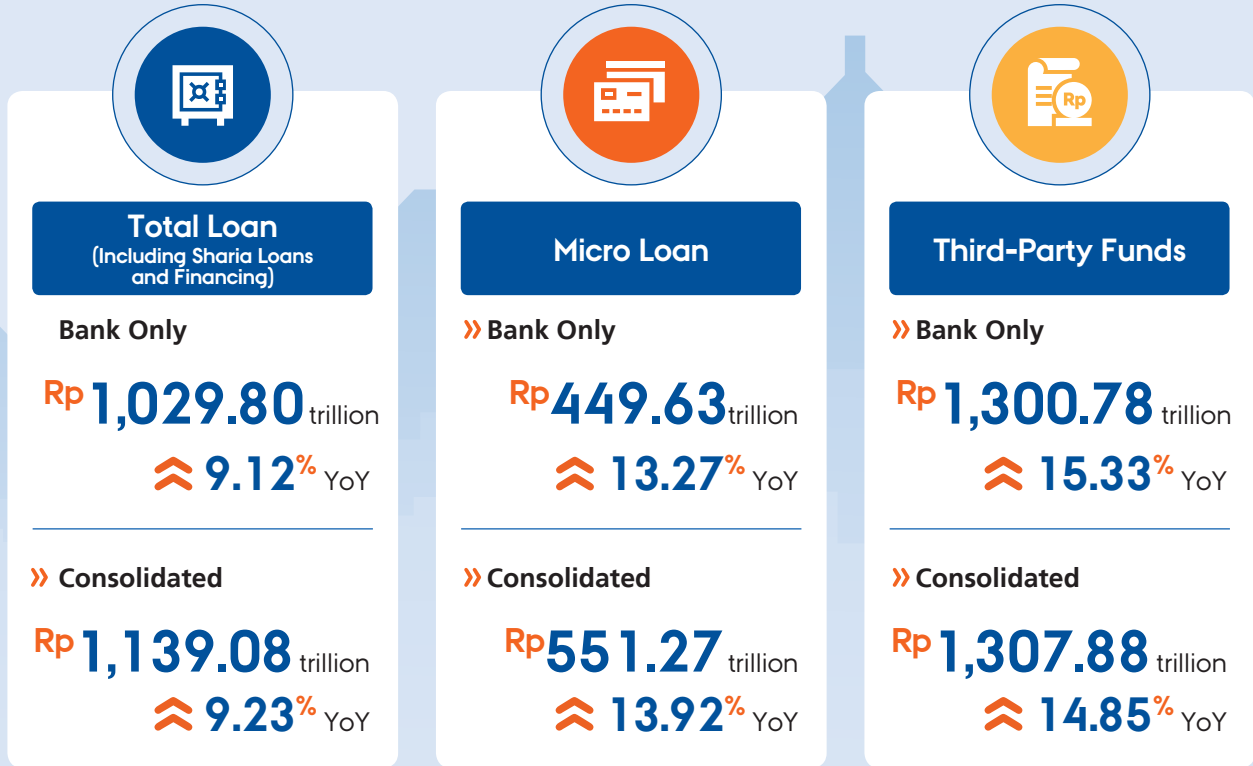 Total Loan
(Including Sharia Loans
and Financing)
Bank Only
Rp 1,029.80 trillion
9.12% YoY
» Consolidated
Rp 1,139.08 trillion
9.23% YoY
Micro Loan
» Bank Only
Rp 449.63 trillion
13.27% YoY
» Consolidated
Rp 551.27 trillion
13.92% YoY
Rp
Third-Party Funds
» Bank Only
Rp 1,300.78 trillion
15.33% YoY
» Consolidated
Rp 1,307.88 trillion
14.85% YoY